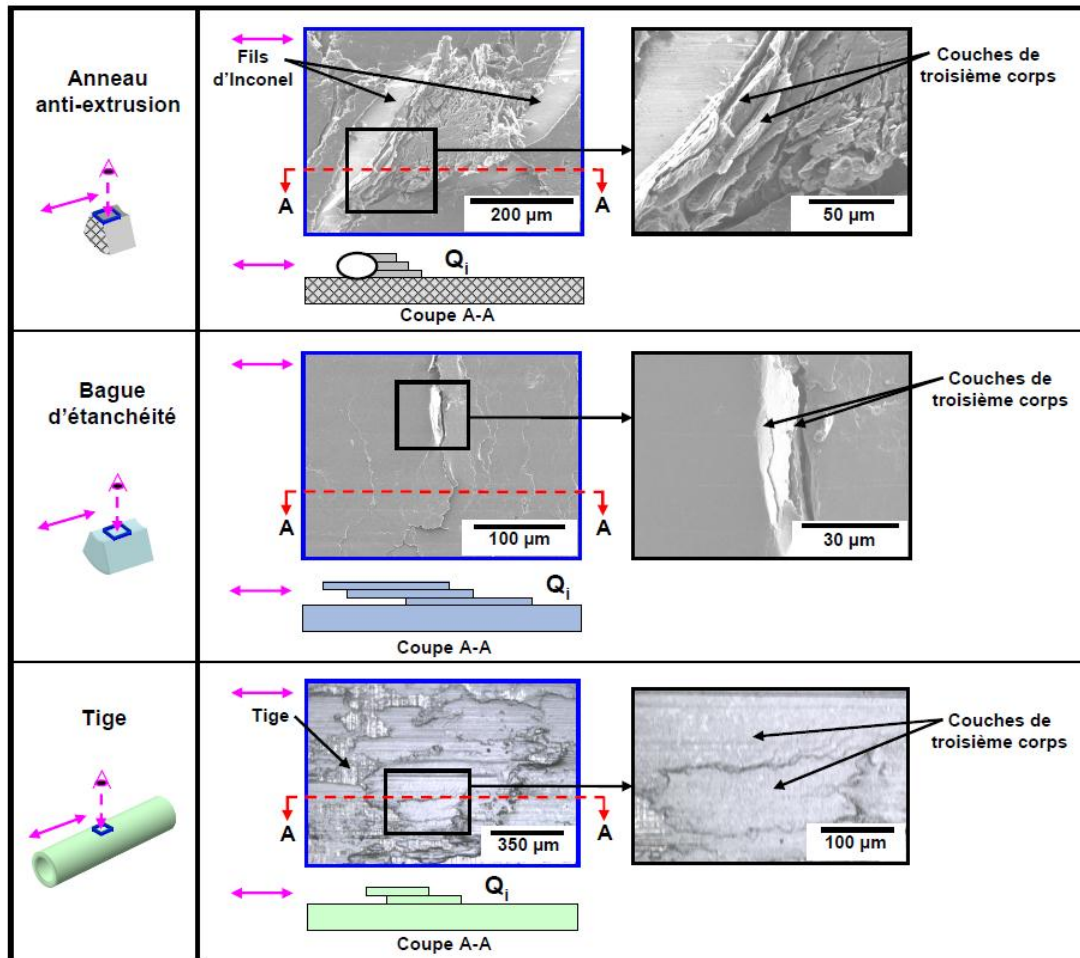 Anneau
anti-extrusion
Fils
d'Inconel
Couches de
troisième corps
A
A
200 µm
50 µm
Qi
Coupe A-A
Bague
d'étanchéité
Couches de
troisième corps
A
A
100 µm
30 µm
Qi
Coupe A-A
Tige
Tige
Couches de
troisième corps
A
A
350 µm
100 µm
Qi
Coupe A-A